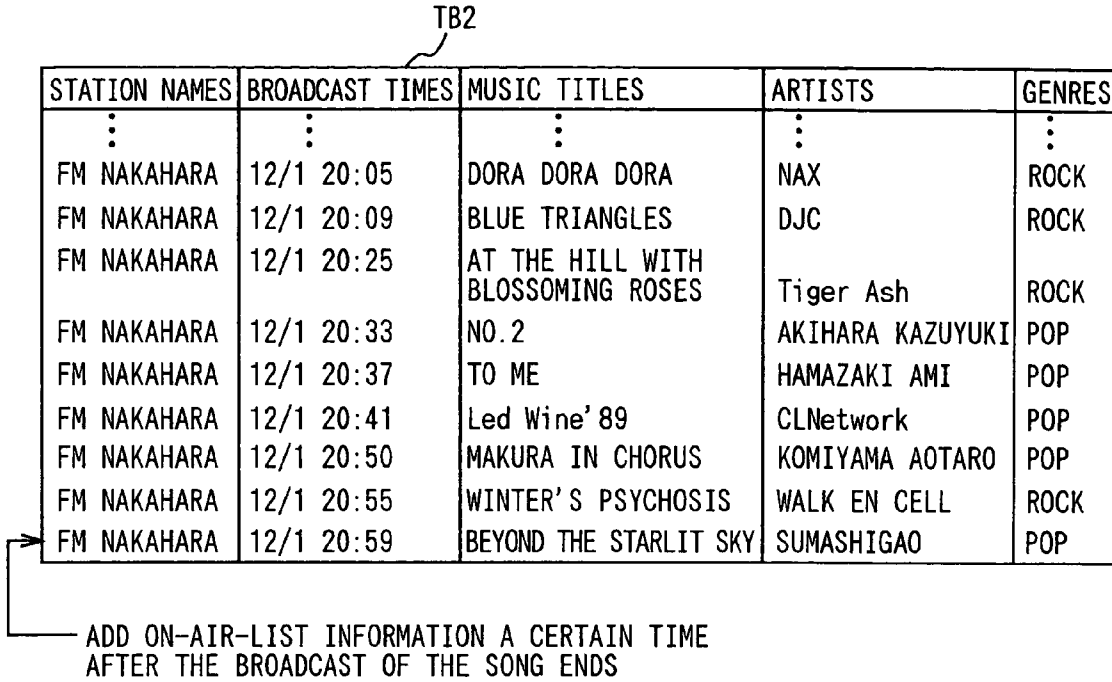 TB2
STATION NAMES BROADCAST TIMES MUSIC TITLES ARTISTS GENRES
FM NAKAHARA 12/1 20:05 DORA DORA DORA NAX ROCK
FM NAKAHARA 12/1 20:09 BLUE TRIANGLES DJC ROCK
FM NAKAHARA 12/1 20:25 AT THE HILL WITH
BLOSSOMING ROSES Tiger Ash ROCK
FM NAKAHARA 12/1 20:33 NO.2 AKIHARA KAZUYUKI POP
FM NAKAHARA 12/1 20:37 TO ME HAMAZAKI AMI POP
FM NAKAHARA 12/1 20:41 Led Wine'89 CLNetwork POP
FM NAKAHARA 12/1 20:50 MAKURA IN CHORUS KOMIYAMA AOTARO POP
FM NAKAHARA 12/1 20:55 WINTER'S PSYCHOSIS WALK EN CELL ROCK
FM NAKAHARA 12/1 20:59 BEYOND THE STARLIT SKY SUMASHIGAO POP
ADD ON-AIR-LIST INFORMATION A CERTAIN TIME
AFTER THE BROADCAST OF THE SONG ENDS